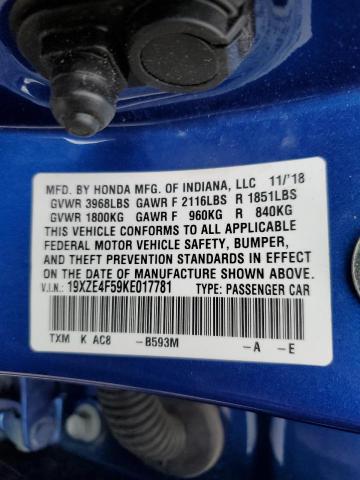 MFD. BY HONDA MFG. OF INDIANA, LLC 11/'18
GVWR 3968LBS GAWR F 2116LBS R 1851LBS
GVWR 1800KG GAWR F 960KG R 840KG
THIS VEHICLE CONFORMS TO ALL APPLICABLE
FEDERAL MOTOR VEHICLE SAFETY, BUMPER,
AND THEFT PREVENTION STANDARDS IN EFFECT
ON THE DATE OF MANUFACTURE SHOWN ABOVE.
V.I.N.: 19XZE4F59KE017781 TYPE: PASSENGER CAR
TXM K AC8 -B593M -A -E